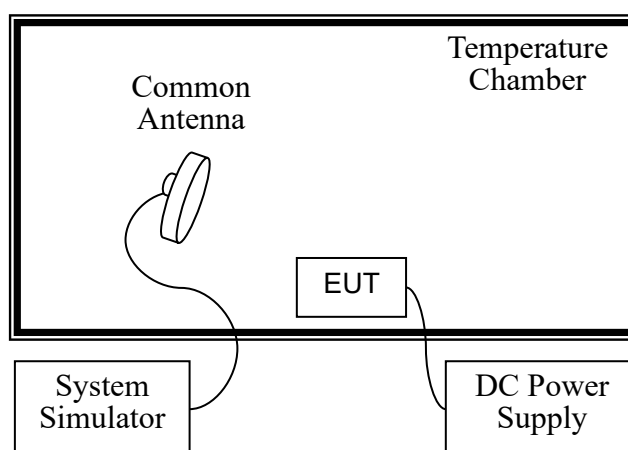 Temperature
Chamber
Common
Antenna
EUT
System
Simulator
DC Power
Supply